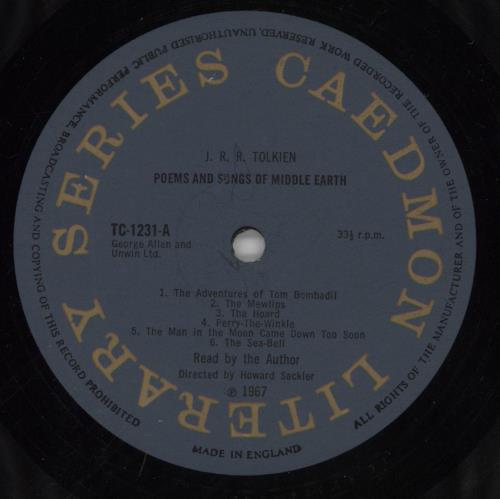 CAEDMON LITERARY SERIES
ALL RIGHTS OF THE MANUFACTURER AND OF THE OWNER OF THE RECORDED WORK RESERVED. UNAUTHORISED PUBLIC PERFORMANCE, BROADCASTING AND COPYING OF THIS RECORD PROHIBITED
J. R. R. TOLKIEN
POEMS AND SONGS OF MIDDLE EARTH
TC-1231-A
George Allen and
Unwin Ltd.
33⅓ r.p.m.
1. The Adventures of Tom Bombadil
2. The Mewlips
3. The Hoard
4. Perry-The-Winkle
5. The Man in the Moon Came Down Too Soon
6. The Sea-Bell
Read by the Author
Directed by Howard Sackler
℗ 1967
MADE IN ENGLAND